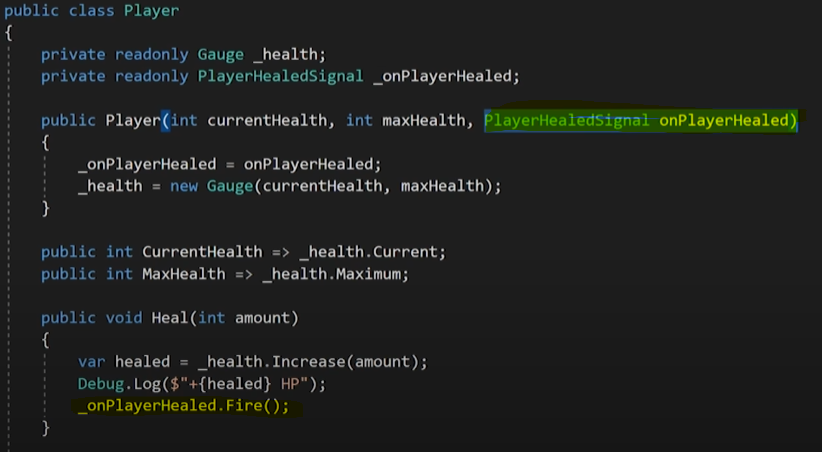 public class Player
{
private readonly Gauge _health;
private readonly PlayerHealedSignal _onPlayerHealed;
public Player(int currentHealth, int maxHealth, PlayerHealedSignal onPlayerHealed)
{
_onPlayerHealed = onPlayerHealed;
_health = new Gauge(currentHealth, maxHealth);
}
public int CurrentHealth => _health.Current;
public int MaxHealth => _health.Maximum;
public void Heal(int amount)
{
var healed = _health.Increase(amount);
Debug.Log($"+{healed} HP");
_onPlayerHealed.Fire();
}